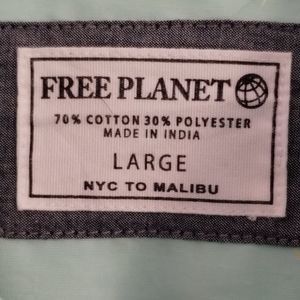 FREE PLANET
70% COTTON 30% POLYESTER
MADE IN INDIA
LARGE
NYC TO MALIBU